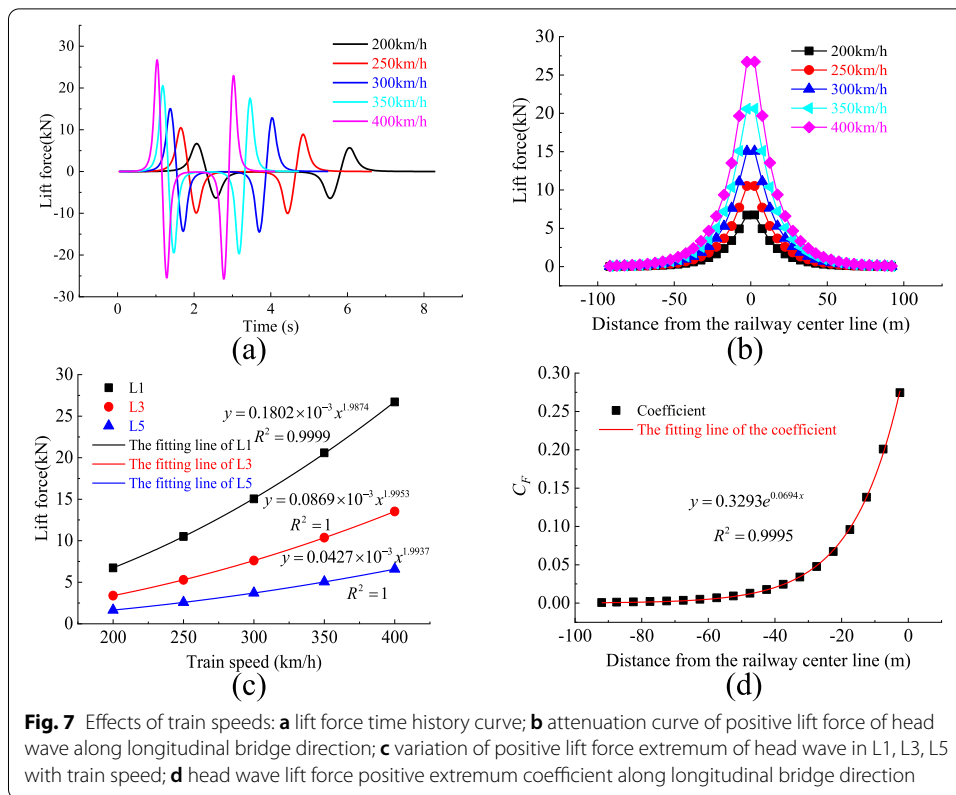 30
20
10
0
-10
-20
-30
0 2 4 6 8
Lift force(kN)
Time (s)
200km/h
250km/h
300km/h
350km/h
400km/h
(a)
30
25
20
15
10
5
0
-100 -50 0 50 100
Lift force(kN)
Distance from the railway center line (m)
200km/h
250km/h
300km/h
350km/h
400km/h
(b)
30
25
20
15
10
5
0
200 250 300 350 400
Lift force(kN)
Train speed (km/h)
L1
L3
L5
The fitting line of L1
The fitting line of L3
The fitting line of L5
y = 0.1802×10⁻³ x^1.9874
R² = 0.9999
y = 0.0869×10⁻³ x^1.9953
R² = 1
y = 0.0427×10⁻³ x^1.9937
R² = 1
(c)
0.30
0.25
0.20
0.15
0.10
0.05
0.00
-100 -80 -60 -40 -20 0
C_F
Distance from the railway center line (m)
Coefficient
The fitting line of the coefficient
y = 0.3293e^0.0694x
R² = 0.9995
(d)
Fig. 7 Effects of train speeds: a lift force time history curve; b attenuation curve of positive lift force of head
wave along longitudinal bridge direction; c variation of positive lift force extremum of head wave in L1, L3, L5
with train speed; d head wave lift force positive extremum coefficient along longitudinal bridge direction